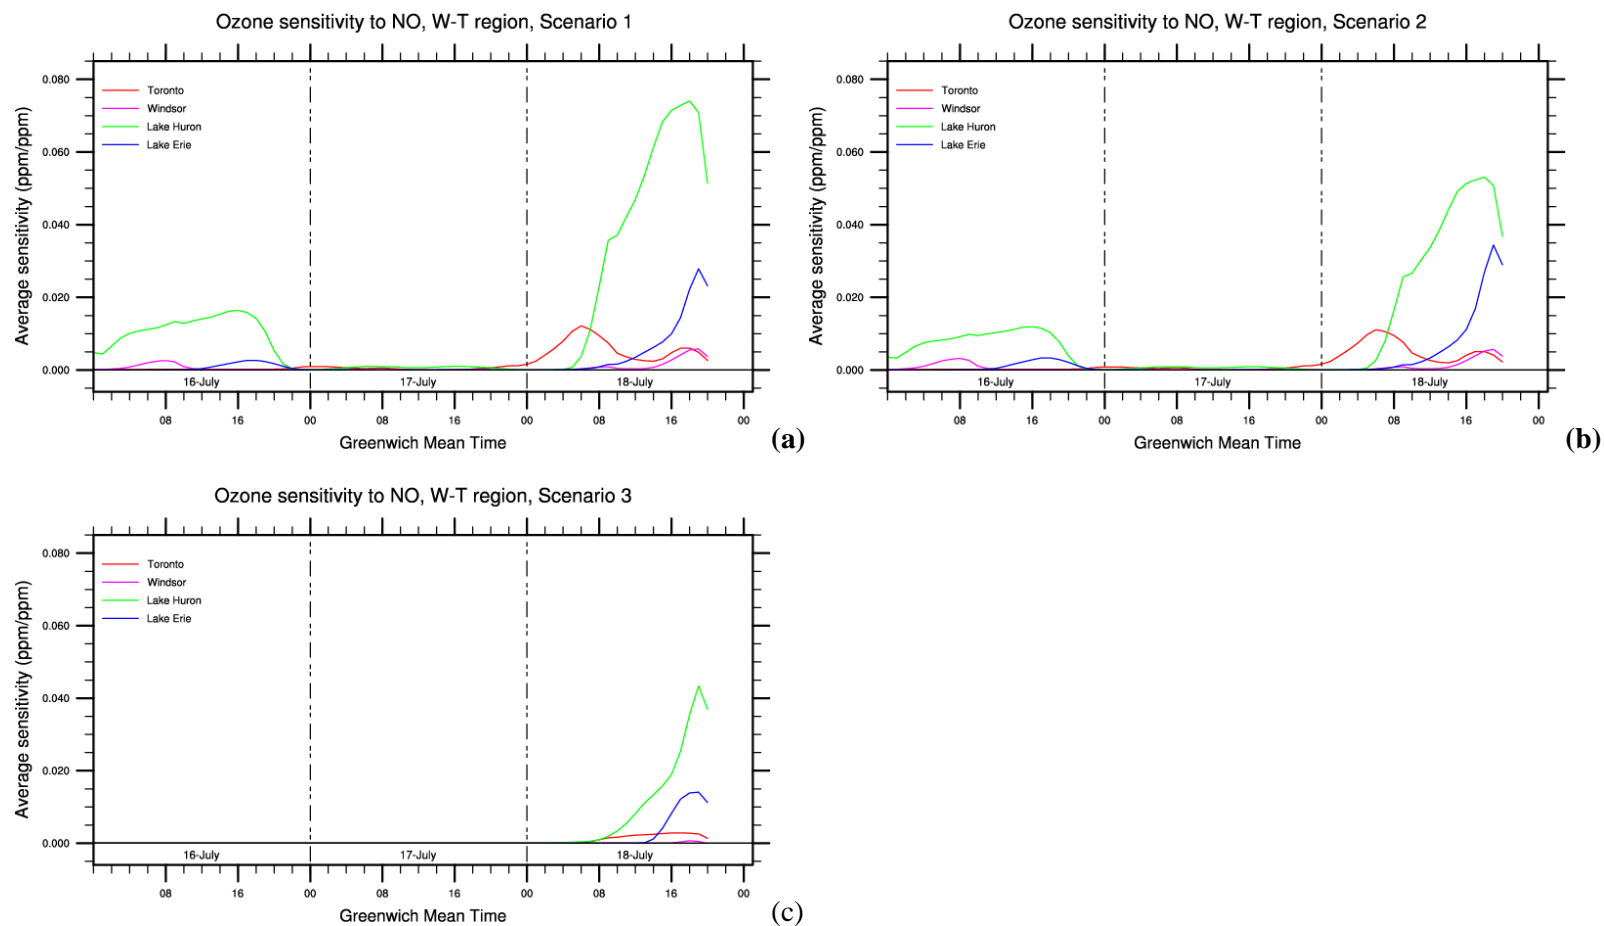 Ozone sensitivity to NO, W-T region, Scenario 1
Average sensitivity (ppm/ppm)
0.080
0.060
0.040
0.020
0.000
Toronto
Windsor
Lake Huron
Lake Erie
16-July 17-July 18-July
08 16 00 08 16 00 08 16 00
Greenwich Mean Time
(a)
Ozone sensitivity to NO, W-T region, Scenario 2
Average sensitivity (ppm/ppm)
0.080
0.060
0.040
0.020
0.000
Toronto
Windsor
Lake Huron
Lake Erie
16-July 17-July 18-July
08 16 00 08 16 00 08 16 00
Greenwich Mean Time
(b)
Ozone sensitivity to NO, W-T region, Scenario 3
Average sensitivity (ppm/ppm)
0.080
0.060
0.040
0.020
0.000
Toronto
Windsor
Lake Huron
Lake Erie
16-July 17-July 18-July
08 16 00 08 16 00 08 16 00
Greenwich Mean Time
(c)